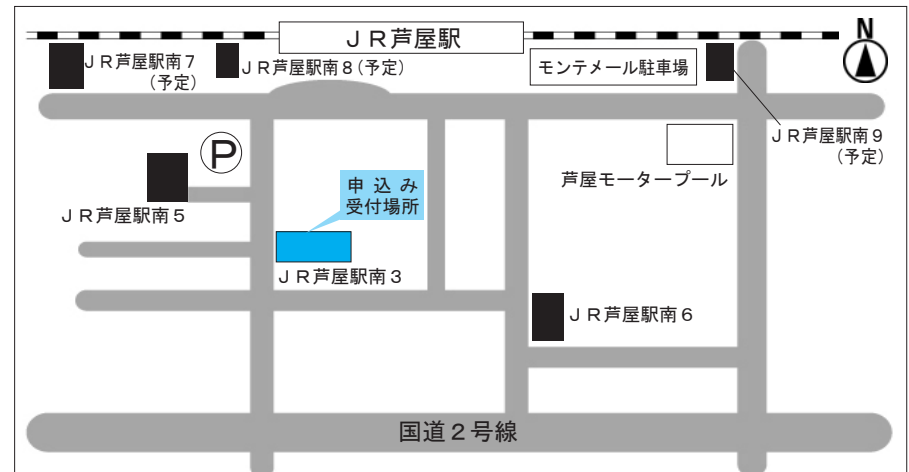 JR芦屋駅
N
JR芦屋駅南7
(予定)
JR芦屋駅南8(予定)
モンテメール駐車場
JR芦屋駅南9
(予定)
P
芦屋モータープール
申込み
受付場所
JR芦屋駅南5
JR芦屋駅南3
JR芦屋駅南6
国道2号線